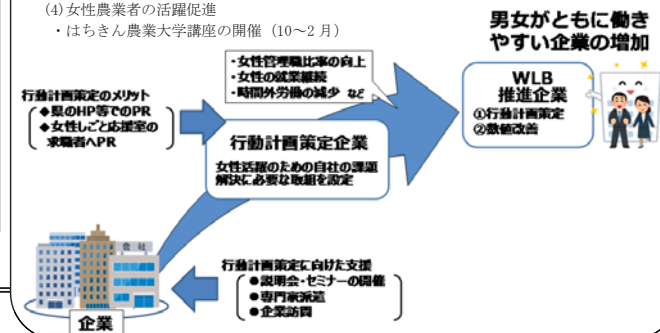 (4)女性農業者の活躍促進
・はちきん農業大学講座の開催（10～2月）
男女がともに働き
やすい企業の増加
・女性管理職比率の向上
・女性の就業継続
・時間外労働の減少 など
WLB
推進企業
①行動計画策定
②数値改善
行動計画策定のメリット
◆県のHP等でのPR
◆女性しごと応援室の
求職者へPR
行動計画策定企業
女性活躍のための自社の課題
解決に必要な取組を設定
会社
企業
行動計画策定に向けた支援
●説明会・セミナーの開催
●専門家派遣
●企業訪問